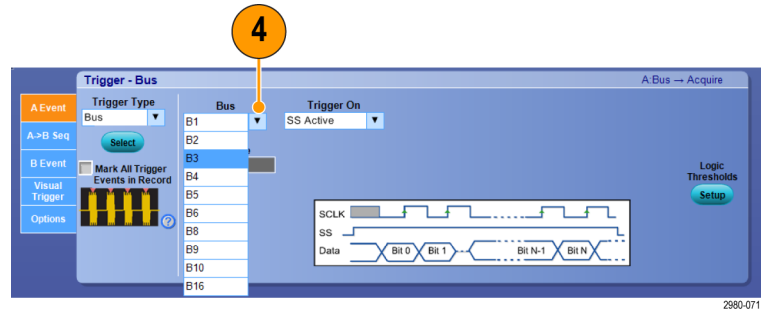 4
Trigger - Bus
A:Bus → Acquire
A Event
A->B Seq
B Event
Visual
Trigger
Options
Trigger Type
Bus
Select
Mark All Trigger
Events in Record
?
Bus
B1
B2
B3
B4
B5
B6
B8
B9
B10
B16
Trigger On
SS Active
SCLK
SS
Data
Bit 0
Bit 1
Bit N-1
Bit N
Logic
Thresholds
Setup
2980-071